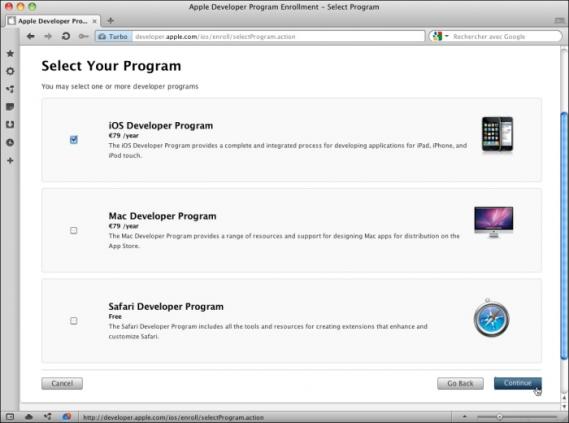 Apple Developer Program Enrollment – Select Program
Apple Developer Pro...
Turbo developer.apple.com/ios/enroll/selectProgram.action
Rechercher avec Google
Select Your Program
You may select one or more developer programs
iOS Developer Program
€79 /year
The iOS Developer Program provides a complete and integrated process for developing applications for iPad, iPhone, and
iPod touch.
Mac Developer Program
€79 /year
The Mac Developer Program provides a range of resources and support for designing Mac apps for distribution on the
App Store.
Safari Developer Program
Free
The Safari Developer Program includes all the tools and resources for creating extensions that enhance and
customize Safari.
Cancel
Go Back
Continue
http://developer.apple.com/ios/enroll/selectProgram.action